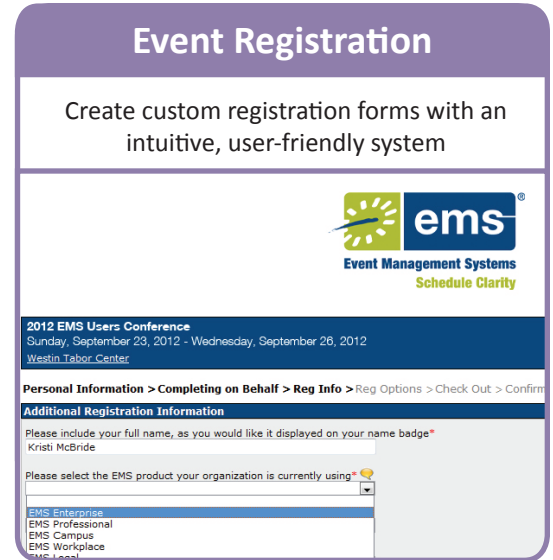 Event Registration
Create custom registration forms with an
intuitive, user-friendly system
ems®
Event Management Systems
Schedule Clarity
2012 EMS Users Conference
Sunday, September 23, 2012 - Wednesday, September 26, 2012
Westin Tabor Center
Personal Information > Completing on Behalf > Reg Info > Reg Options > Check Out > Confirm
Additional Registration Information
Please include your full name, as you would like it displayed on your name badge*
Kristi McBride
Please select the EMS product your organization is currently using*
EMS Enterprise
EMS Professional
EMS Campus
EMS Workplace
EMS Legal